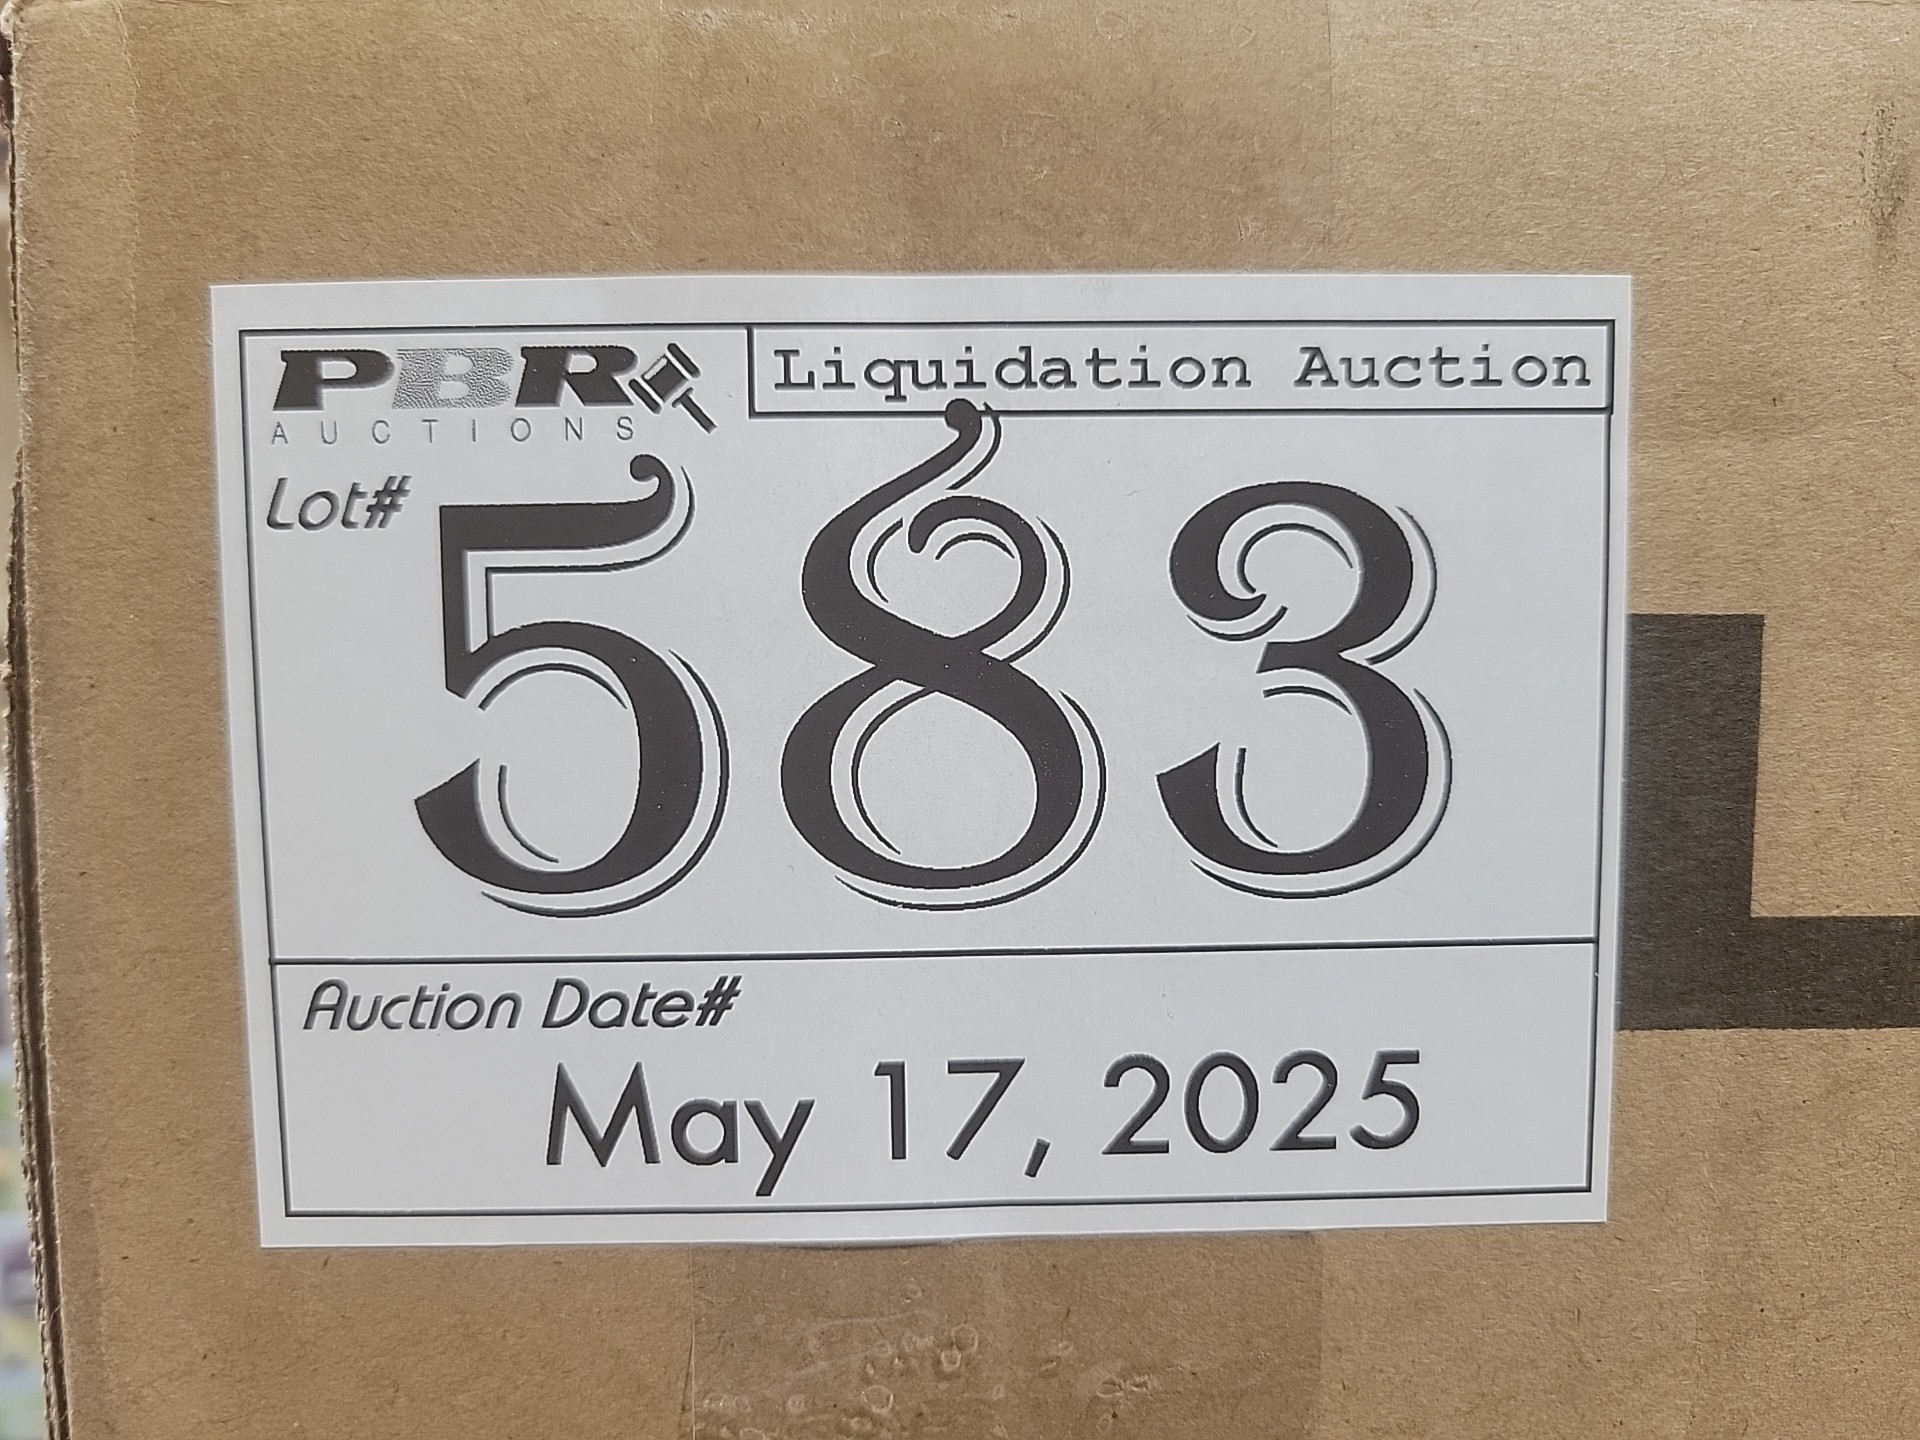 PBR
AUCTIONS
Liquidation Auction
Lot#
583
Auction Date#
May 17, 2025